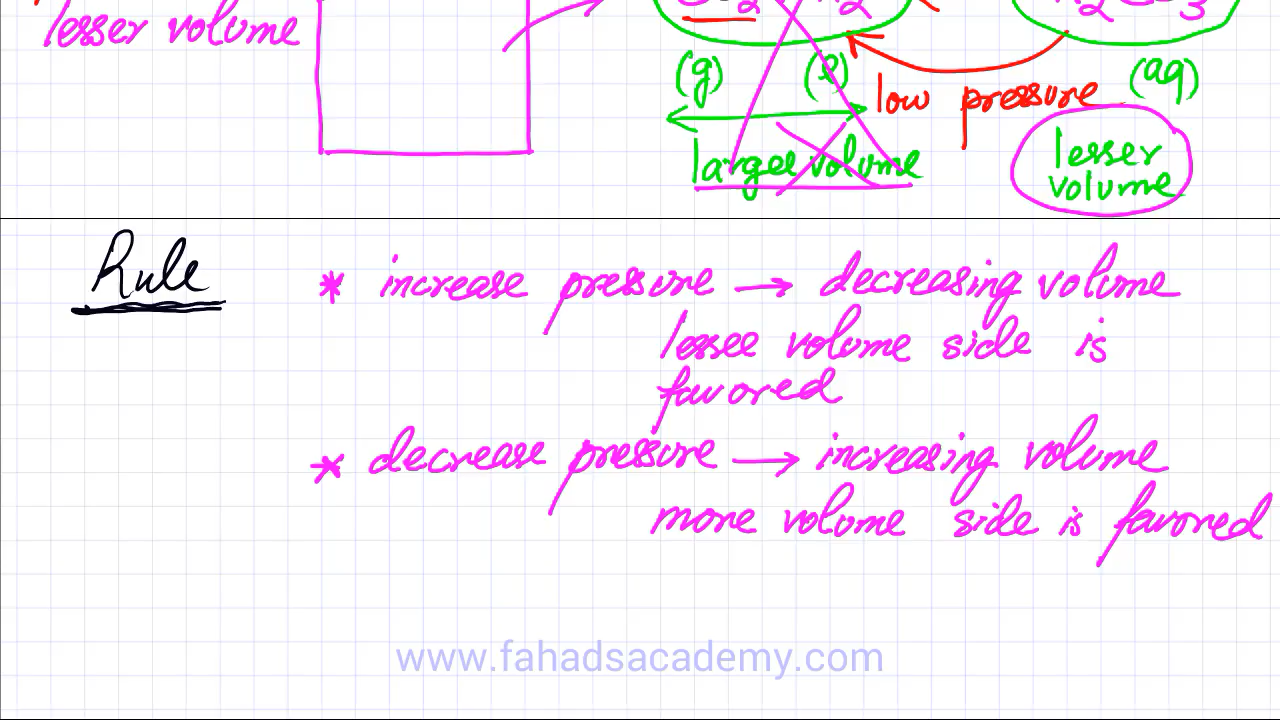 lesser volume
(g) (l) (aq)
low pressure
larger volume
lesser
volume
Rule
* increase pressure → decreasing volume
lesser volume side is
favored
* decrease pressure → increasing volume
more volume side is favored
www.fahadsacademy.com